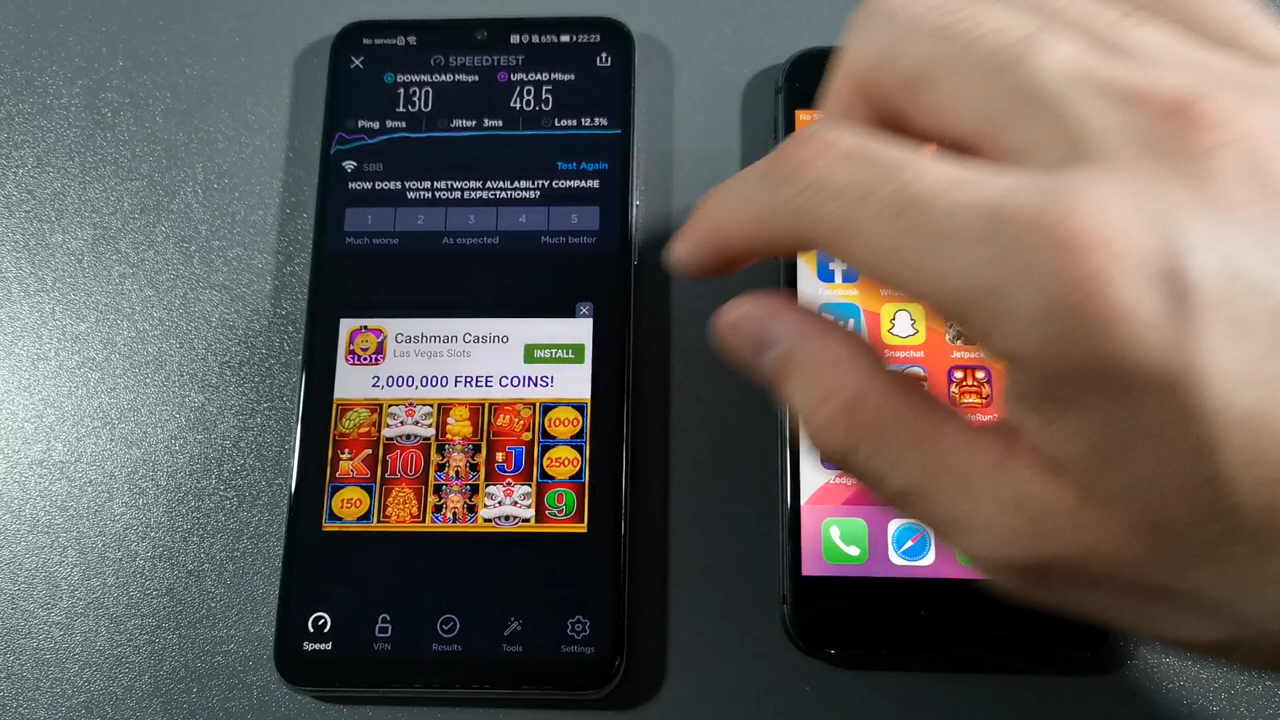 No service 65% 22:23
SPEEDTEST
DOWNLOAD Mbps UPLOAD Mbps
130 48.5
Ping 9ms Jitter 3ms Loss 12.3%
SBB Test Again
HOW DOES YOUR NETWORK AVAILABILITY COMPARE
WITH YOUR EXPECTATIONS?
1 2 3 4 5
Much worse As expected Much better
Cashman Casino
Las Vegas Slots
INSTALL
SLOTS
2,000,000 FREE COINS!
1000
K 10 J 2500
150 9
Speed VPN Results Tools Settings
No S
Facebook
Snapchat Jetpack
Run2
Zedge